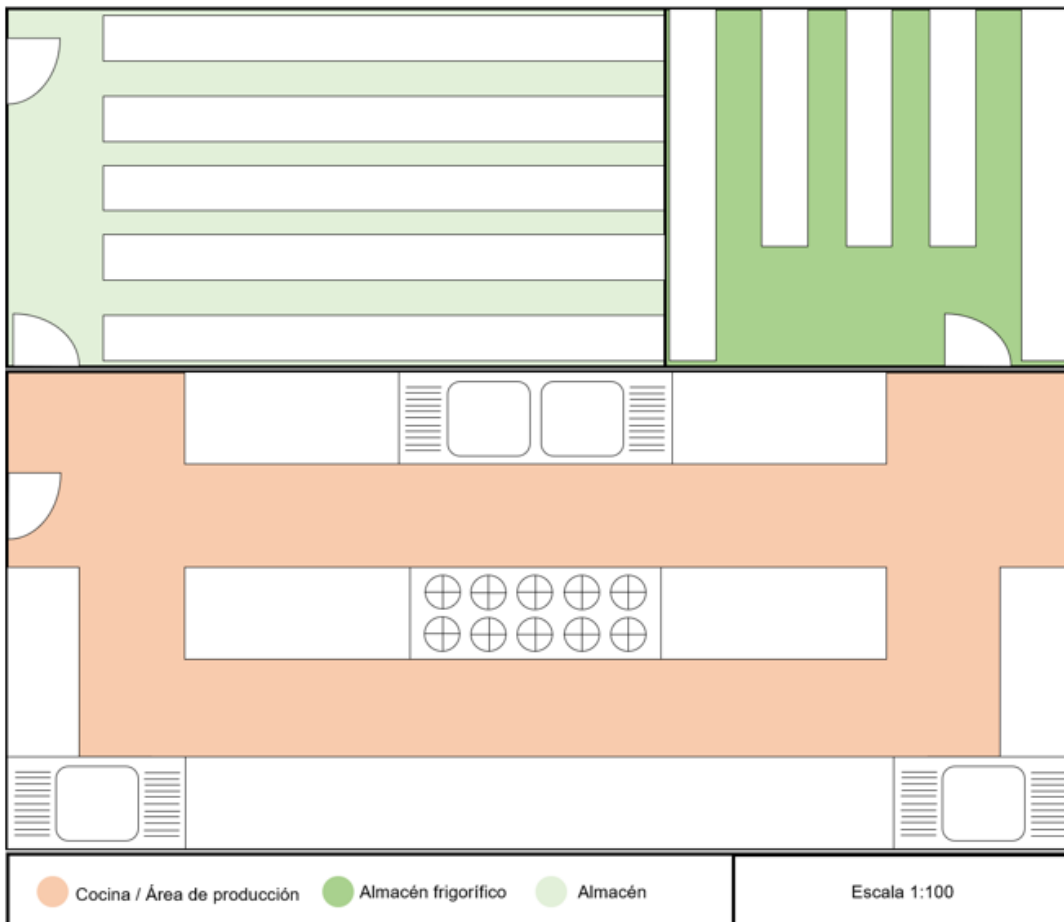 Cocina / Área de producción
Almacén frigorífico
Almacén
Escala 1:100